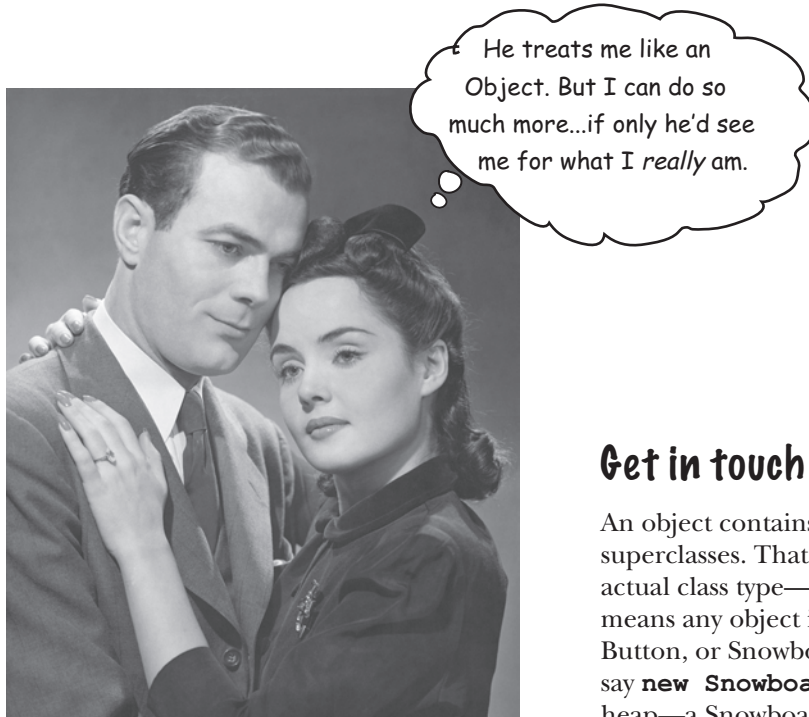 He treats me like an
Object. But I can do so
much more...if only he'd see
me for what I really am.
Get in touch
An object contains
superclasses. That
actual class type—
means any object i
Button, or Snowbo
say new Snowboa
heap—a Snowboa